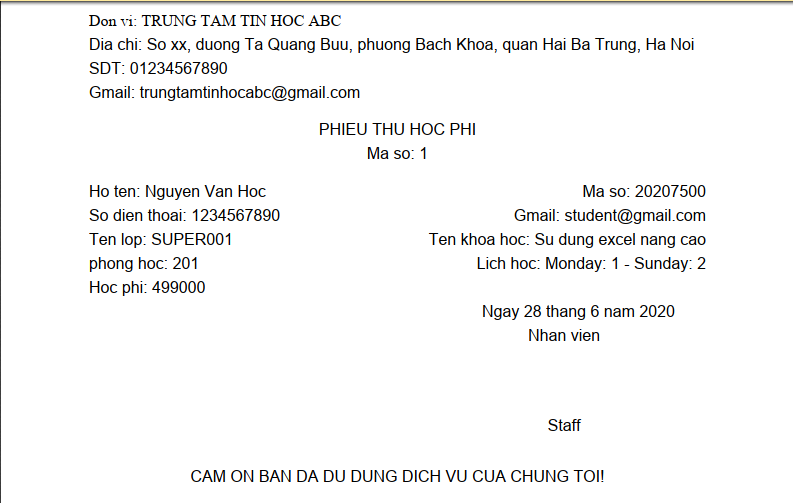 Don vi: TRUNG TAM TIN HOC ABC
Dia chi: So xx, duong Ta Quang Buu, phuong Bach Khoa, quan Hai Ba Trung, Ha Noi
SDT: 01234567890
Gmail: trungtamtinhocabc@gmail.com
PHIEU THU HOC PHI
Ma so: 1
Ho ten: Nguyen Van Hoc Ma so: 20207500
So dien thoai: 1234567890 Gmail: student@gmail.com
Ten lop: SUPER001 Ten khoa hoc: Su dung excel nang cao
phong hoc: 201 Lich hoc: Monday: 1 - Sunday: 2
Hoc phi: 499000
Ngay 28 thang 6 nam 2020
Nhan vien
Staff
CAM ON BAN DA DU DUNG DICH VU CUA CHUNG TOI!